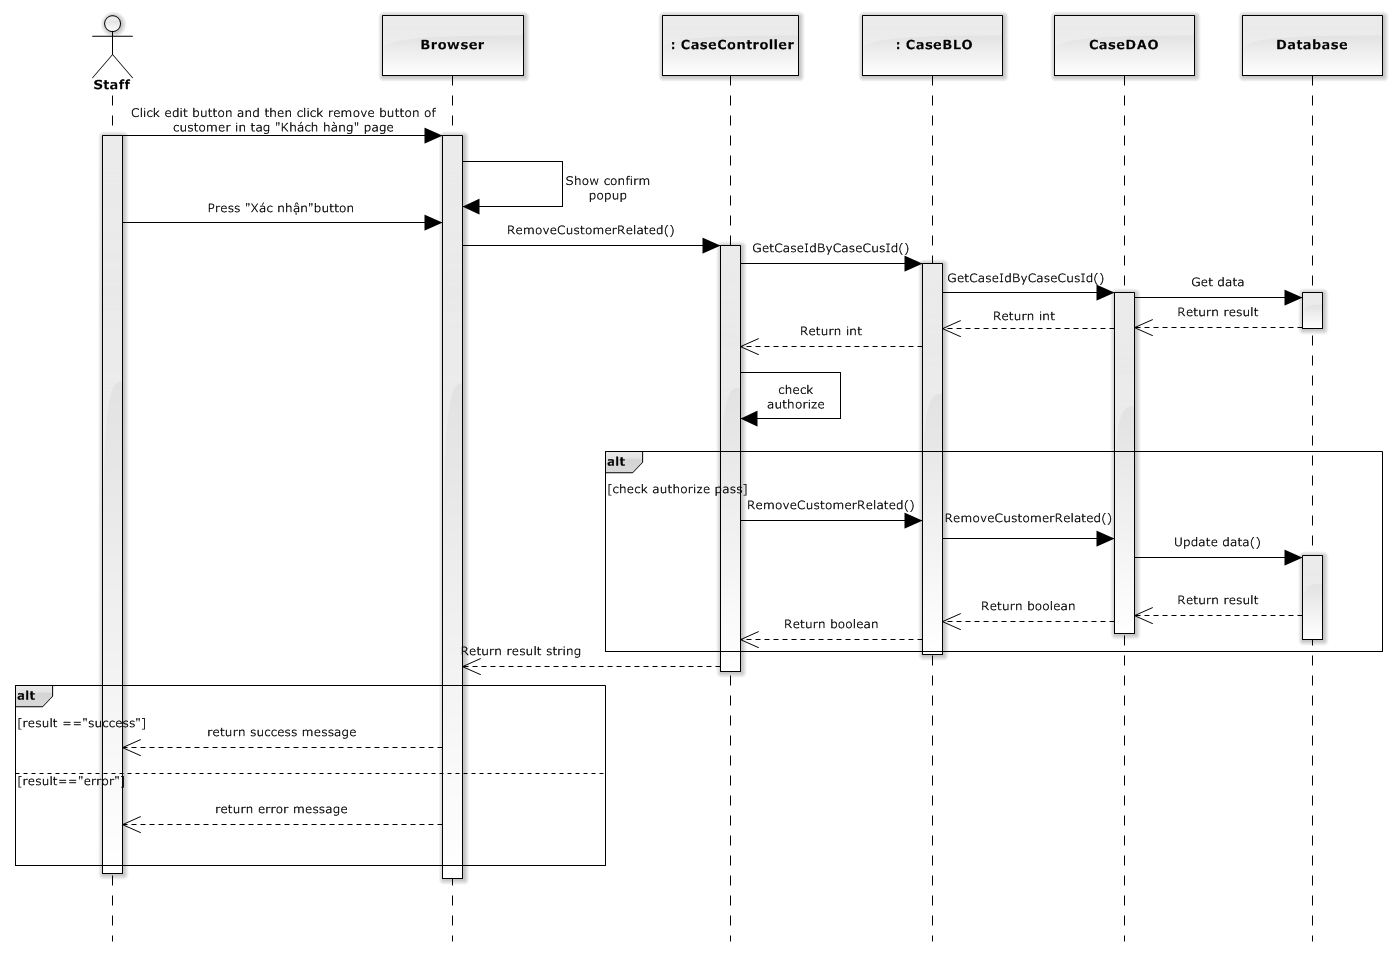 Staff
Browser
: CaseController
: CaseBLO
CaseDAO
Database
Click edit button and then click remove button of
customer in tag "Khách hàng" page
Show confirm
popup
Press "Xác nhận"button
RemoveCustomerRelated()
GetCaseIdByCaseCusId()
GetCaseIdByCaseCusId()
Get data
Return result
Return int
Return int
check
authorize
alt
[check authorize pass]
RemoveCustomerRelated()
RemoveCustomerRelated()
Update data()
Return result
Return boolean
Return boolean
Return result string
alt
[result =="success"]
return success message
[result=="error"]
return error message